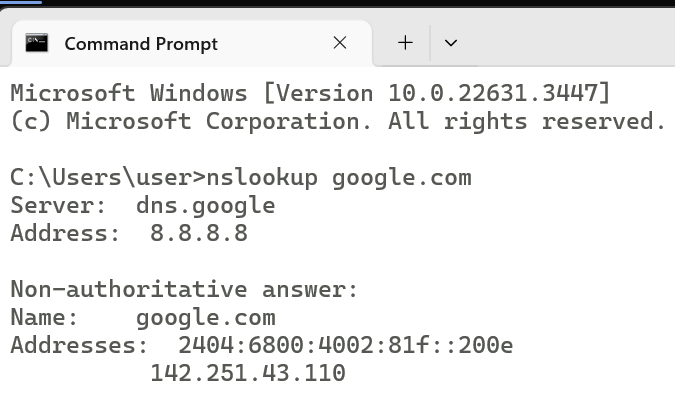 Command Prompt
Microsoft Windows [Version 10.0.22631.3447]
(c) Microsoft Corporation. All rights reserved.
C:\Users\user>nslookup google.com
Server:  dns.google
Address:  8.8.8.8
Non-authoritative answer:
Name:    google.com
Addresses:  2404:6800:4002:81f::200e
          142.251.43.110